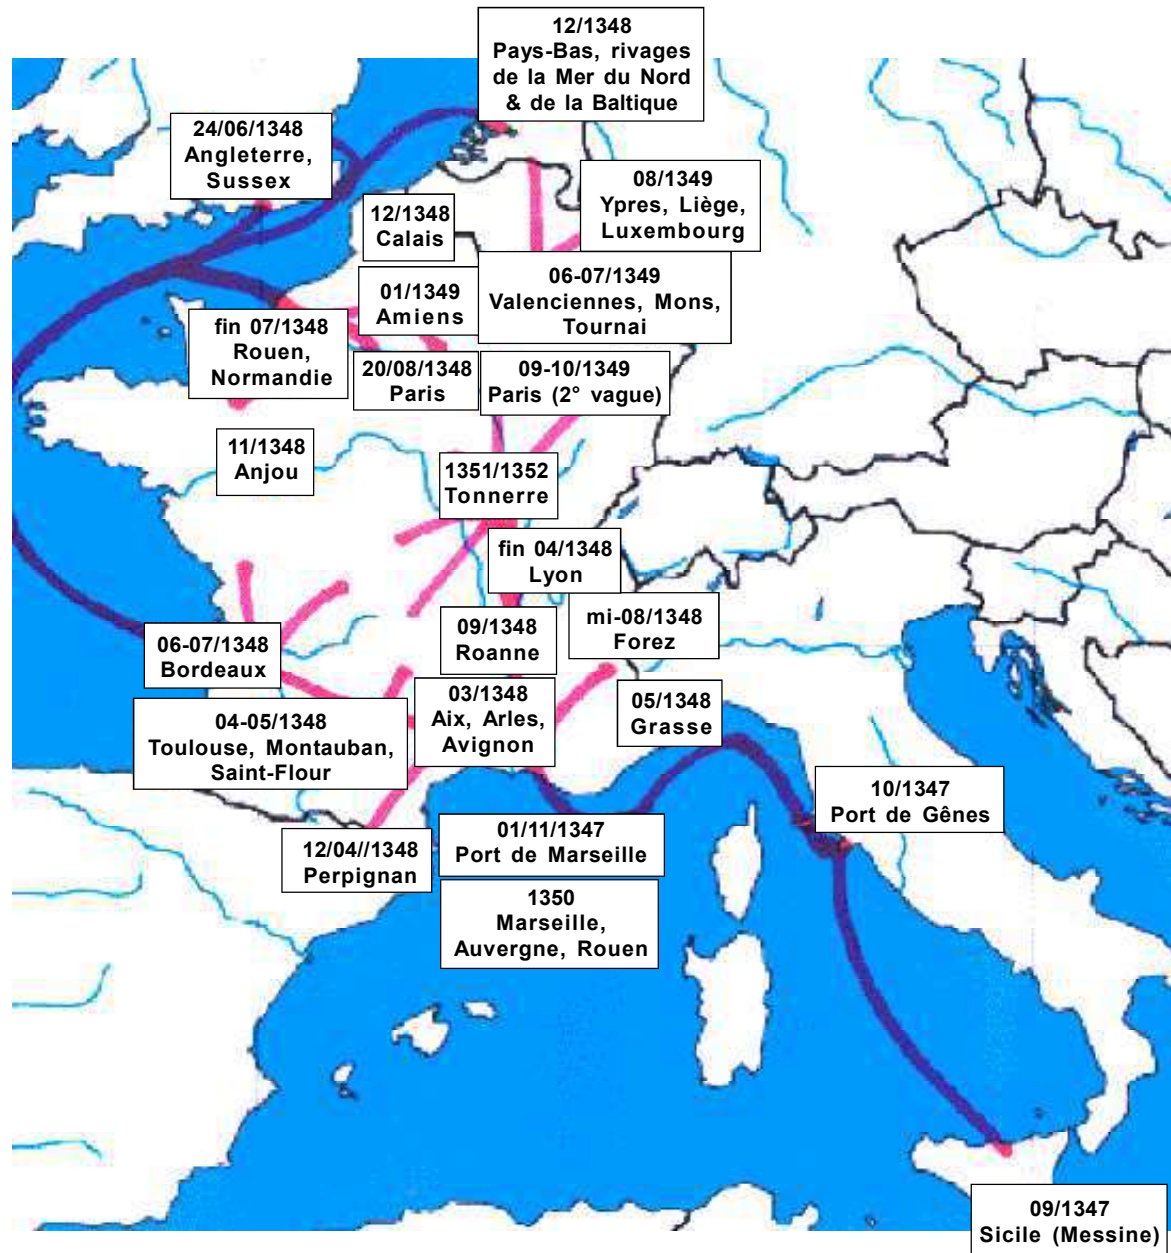 12/1348
Pays-Bas, rivages
de la Mer du Nord
& de la Baltique
24/06/1348
Angleterre,
Sussex
08/1349
Ypres, Liège,
Luxembourg
12/1348
Calais
01/1349
Amiens
06-07/1349
Valenciennes, Mons,
Tournai
fin 07/1348
Rouen,
Normandie
20/08/1348
Paris
09-10/1349
Paris (2° vague)
11/1348
Anjou
1351/1352
Tonnerre
fin 04/1348
Lyon
mi-08/1348
Forez
09/1348
Roanne
06-07/1348
Bordeaux
03/1348
Aix, Arles,
Avignon
05/1348
Grasse
04-05/1348
Toulouse, Montauban,
Saint-Flour
10/1347
Port de Gênes
01/11/1347
Port de Marseille
12/04//1348
Perpignan
1350
Marseille,
Auvergne, Rouen
09/1347
Sicile (Messine)